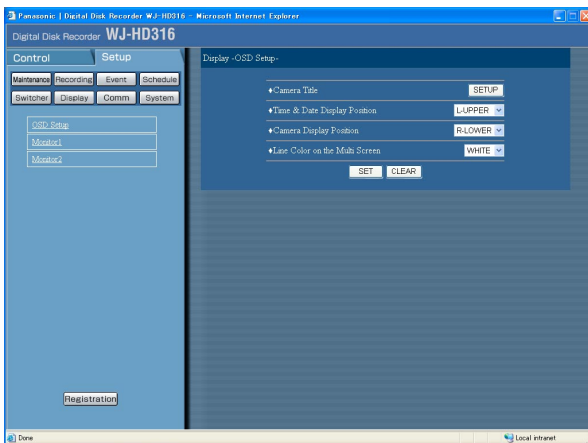 Panasonic | Digital Disk Recorder WJ-HD316 - Microsoft Internet Explorer
Digital Disk Recorder WJ-HD316
Control Setup
Maintenance Recording Event Schedule
Switcher Display Comm System
OSD Setup
Monitor1
Monitor2
Registration
Display -OSD Setup-
♦Camera Title SETUP
♦Time & Date Display Position L-UPPER
♦Camera Display Position R-LOWER
♦Line Color on the Multi Screen WHITE
SET CLEAR
Done Local intranet